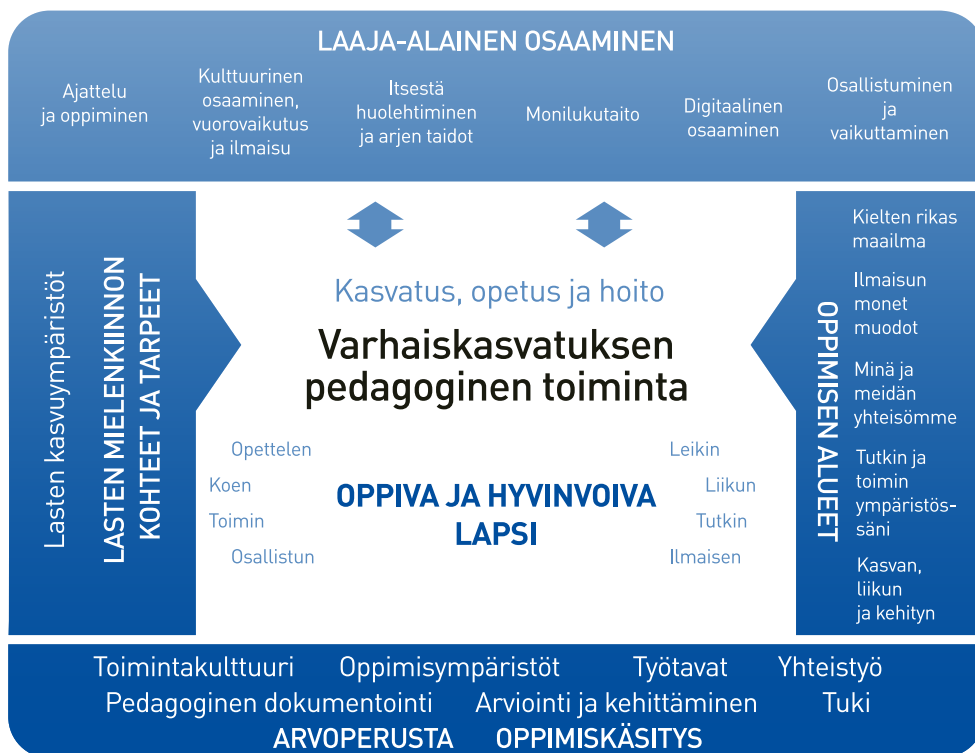 LAAJA-ALAINEN OSAAMINEN
Ajattelu
ja oppiminen
Kulttuurinen
osaaminen,
vuorovaikutus
ja ilmaisu
Itsestä
huolehtiminen
ja arjen taidot
Monilukutaito
Digitaalinen
osaaminen
Osallistuminen
ja
vaikuttaminen
Lasten kasvuympäristöt
LASTEN MIELENKIINNON
KOHTEET JA TARPEET
Kasvatus, opetus ja hoito
Varhaiskasvatuksen
pedagoginen toiminta
Opettelen
Koen
Toimin
Osallistun
OPPIVA JA HYVINVOIVA
LAPSI
Leikin
Liikun
Tutkin
Ilmaisen
OPPIMISEN ALUEET
Kielten rikas
maailma
Ilmaisun
monet
muodot
Minä ja
meidän
yhteisömme
Tutkin ja
toimin
ympäristös-
säni
Kasvan,
liikun
ja kehityn
Toimintakulttuuri Oppimisympäristöt Työtavat Yhteistyö
Pedagoginen dokumentointi Arviointi ja kehittäminen Tuki
ARVOPERUSTA OPPIMISKÄSITYS